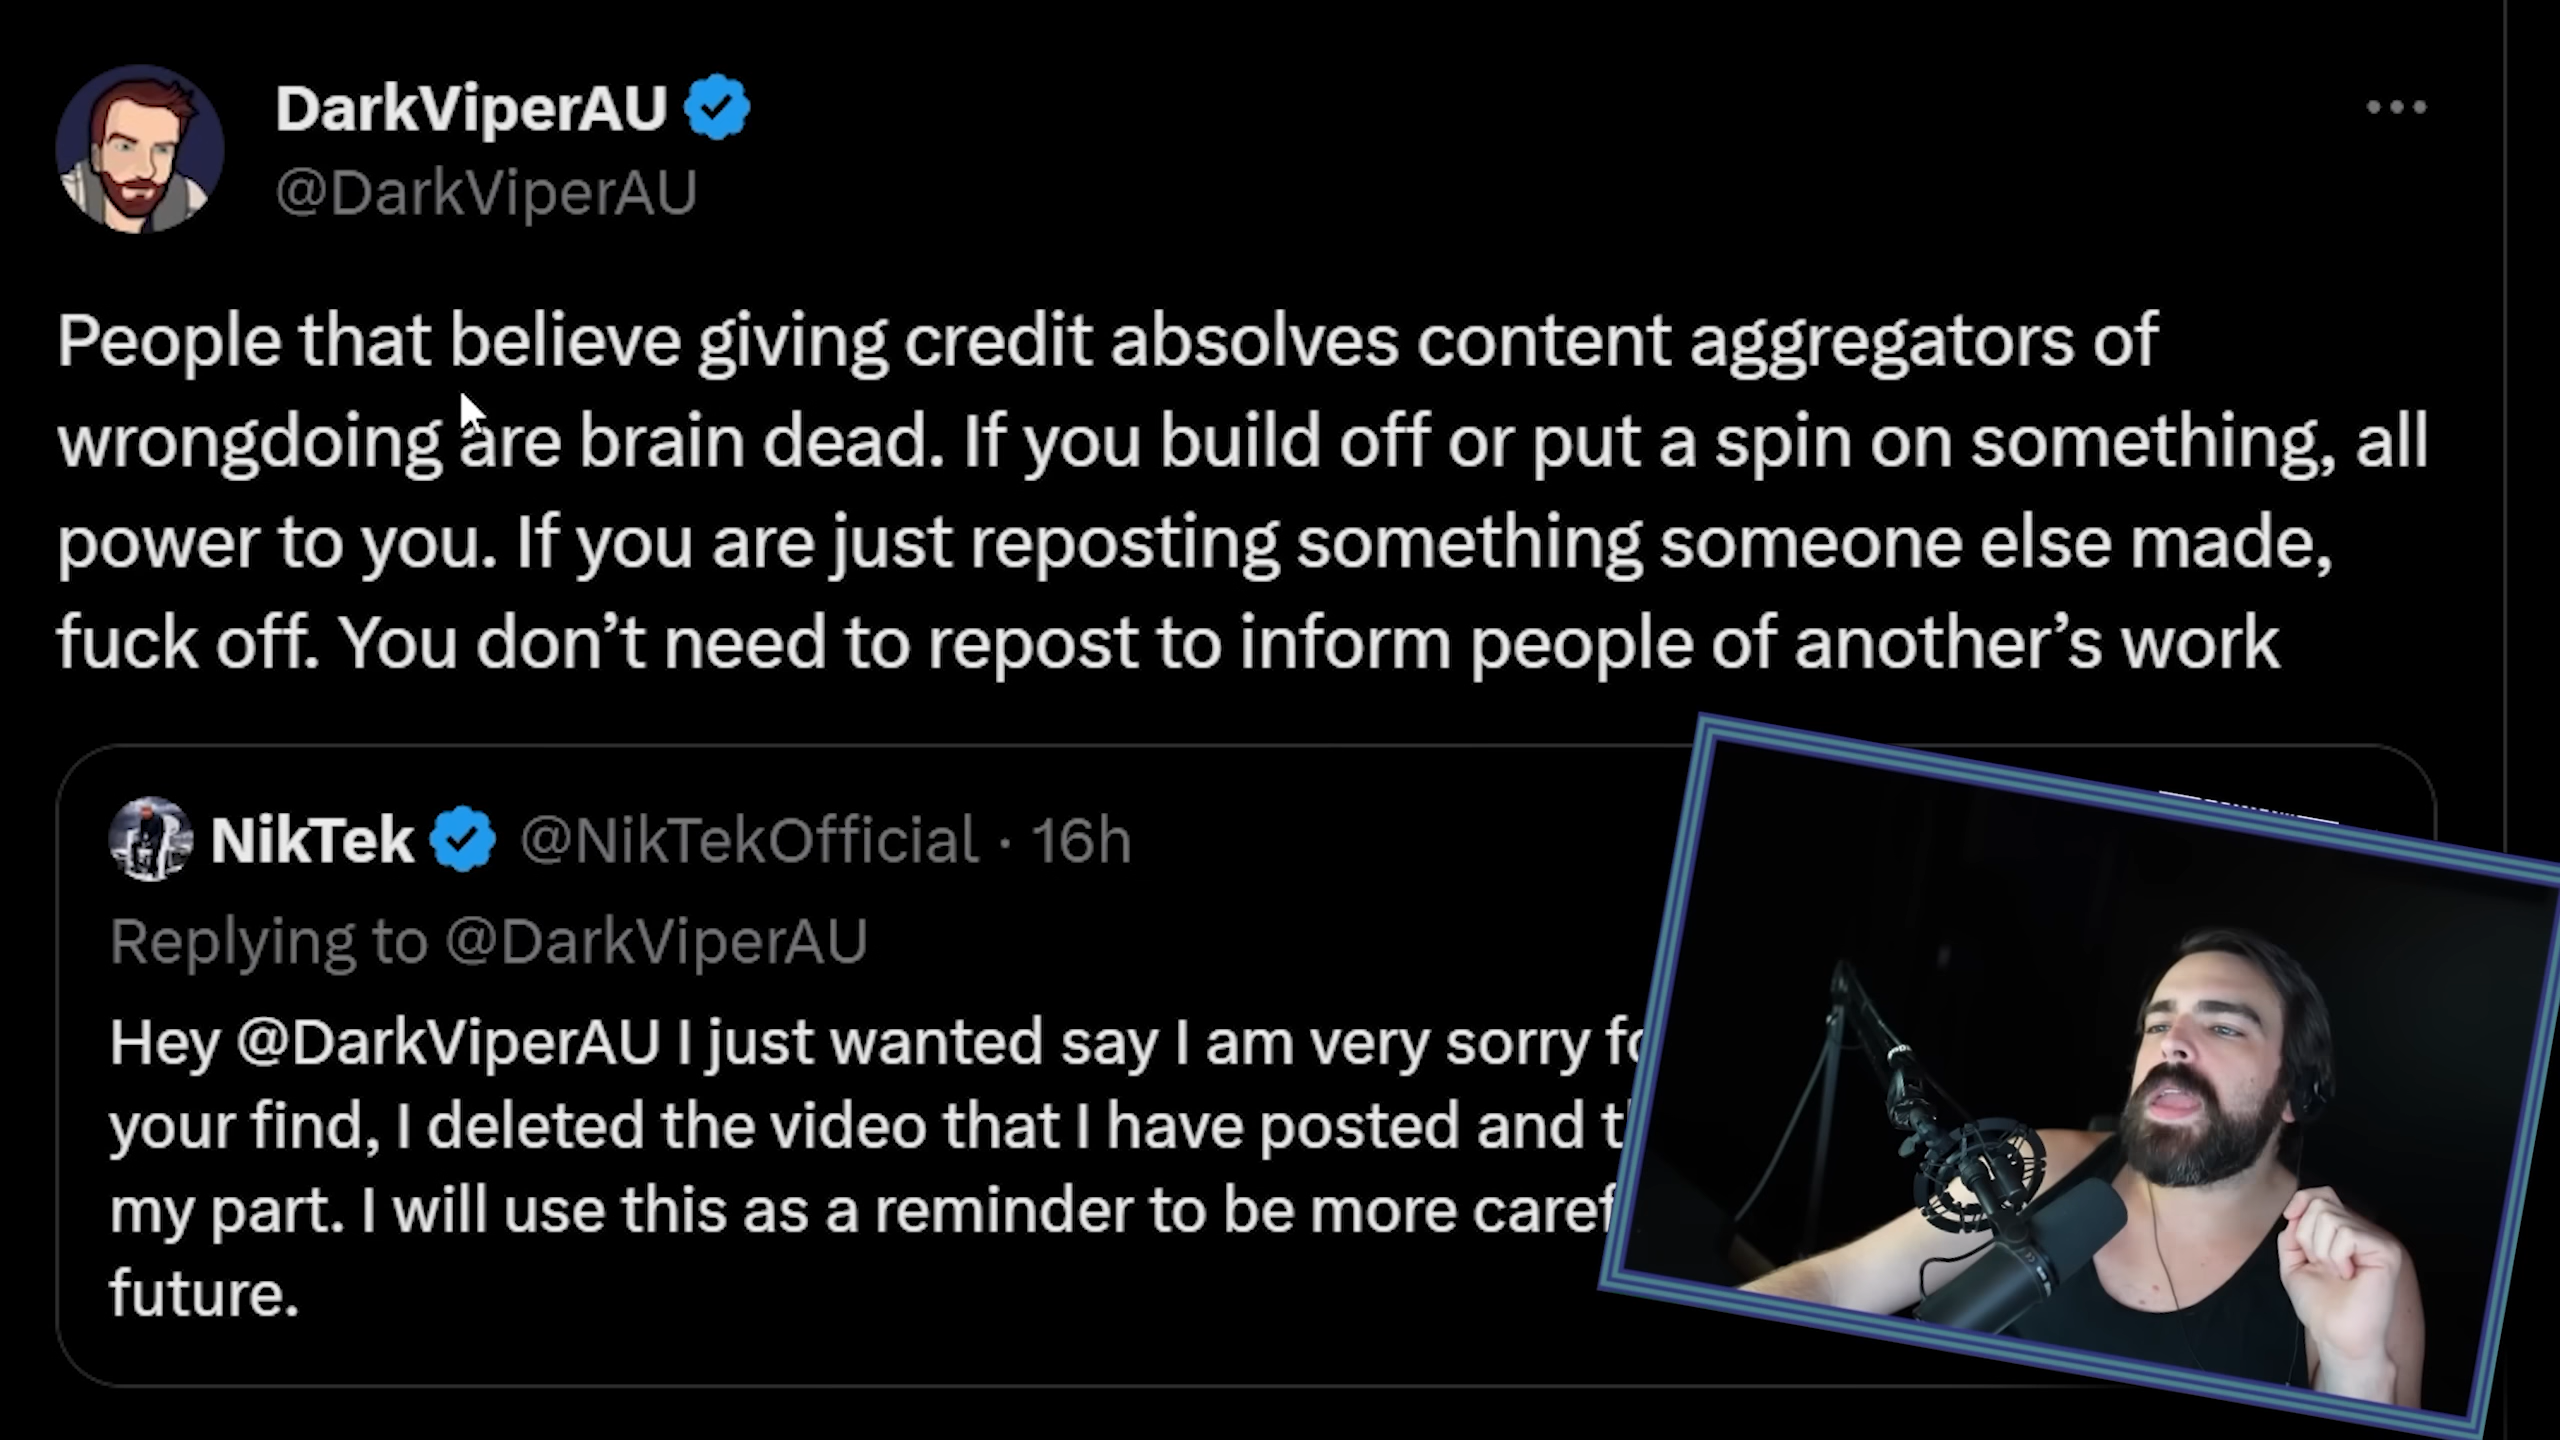 DarkViperAU
@DarkViperAU
People that believe giving credit absolves content aggregators of
wrongdoing are brain dead. If you build off or put a spin on something, all
power to you. If you are just reposting something someone else made,
fuck off. You don’t need to repost to inform people of another’s work
NikTek @NikTekOfficial · 16h
Replying to @DarkViperAU
Hey @DarkViperAU I just wanted say I am very sorry
your find, I deleted the video that I have posted and
my part. I will use this as a reminder to be more
future.